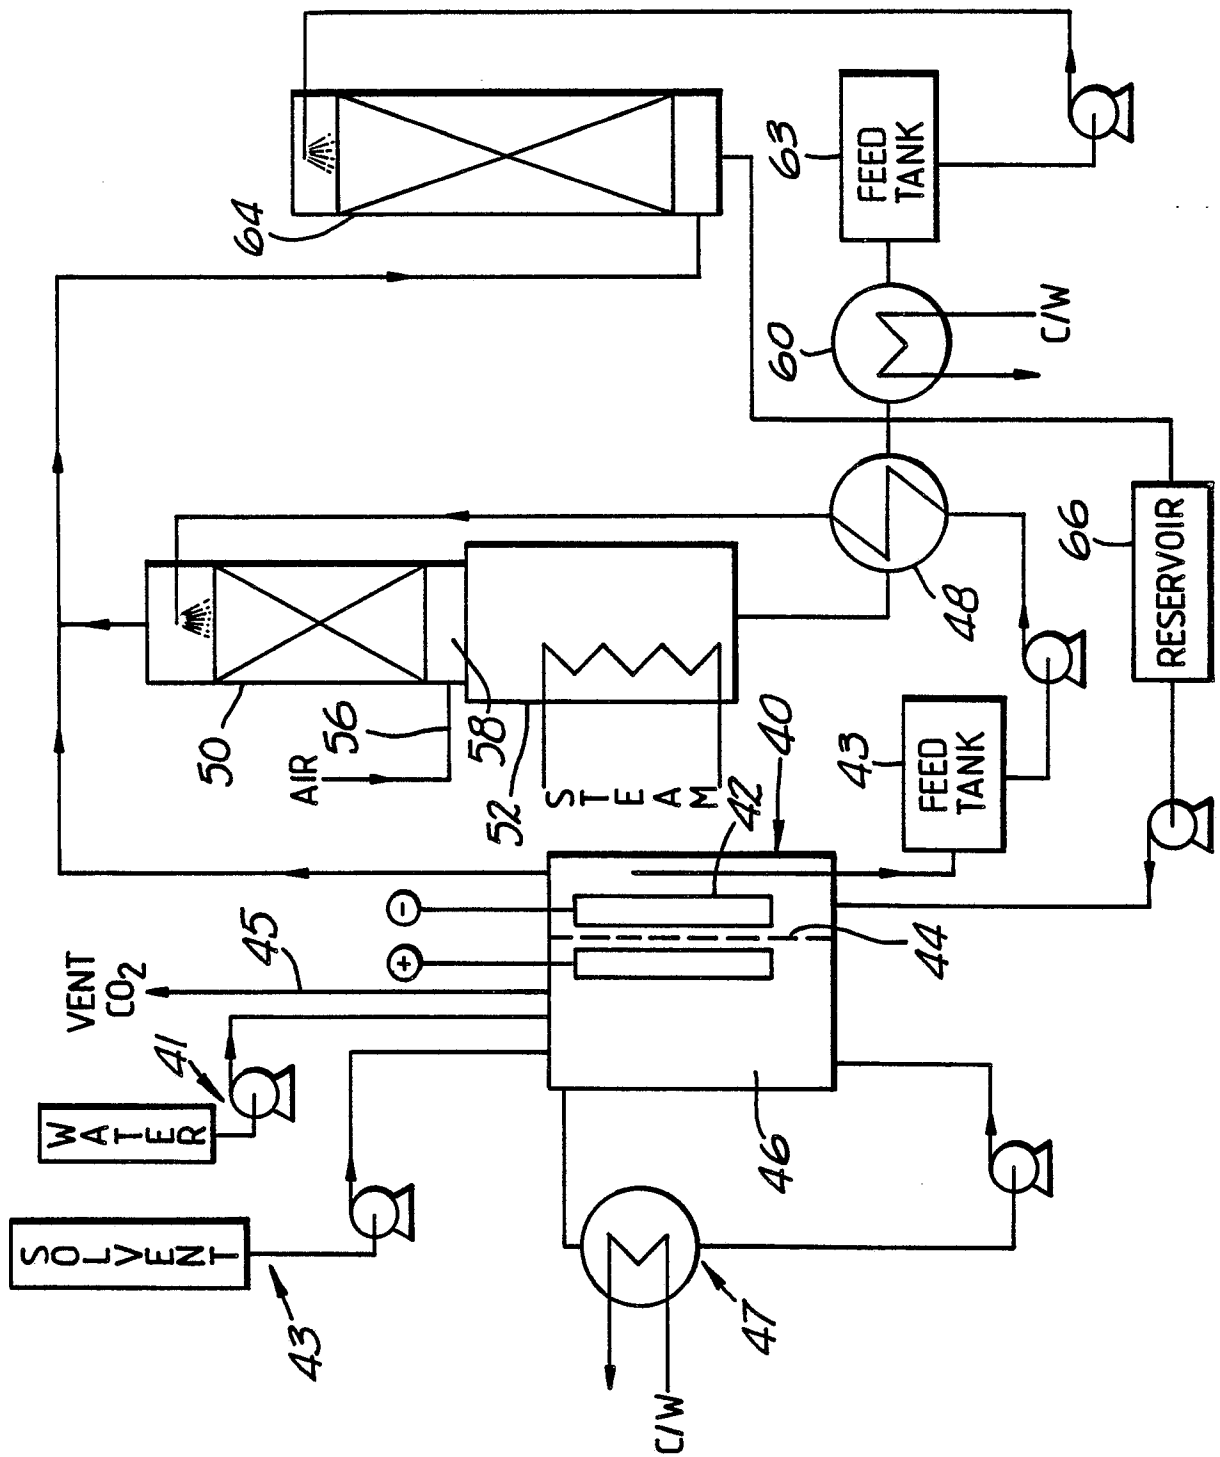 SOLVENT
WATER
VENT
CO2
41
45
43
+
-
50
64
AIR
56
58
52
STEAM
C/W
47
46
42
40
44
43
FEED
TANK
48
60
63
FEED
TANK
C/W
66
RESERVOIR